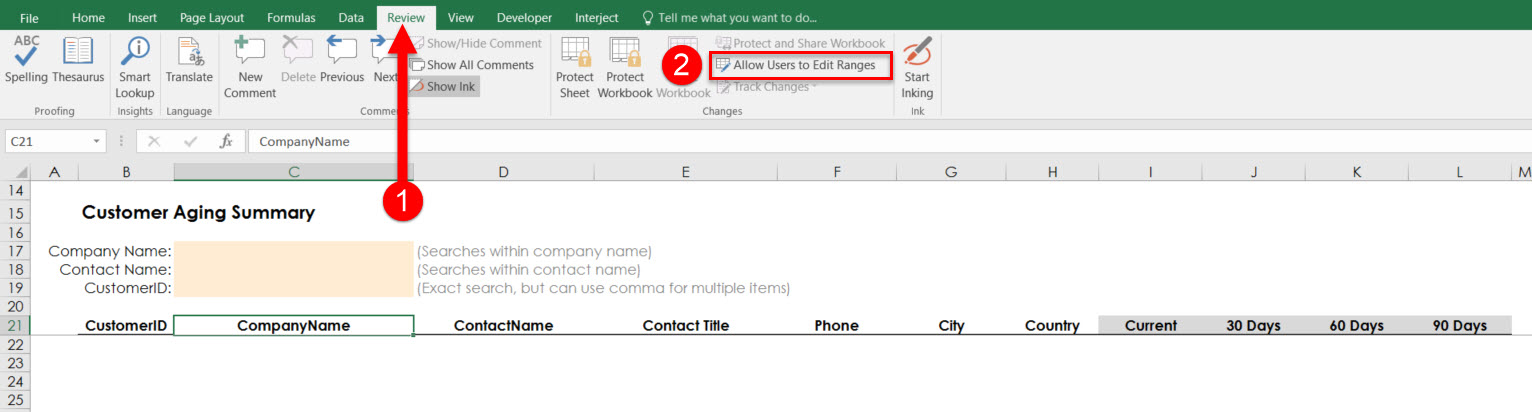 File Home Insert Page Layout Formulas Data Review View Developer Interject Tell me what you want to do...
ABC
Spelling Thesaurus
Smart Lookup
Translate
New Comment
Delete Previous Next
Show/Hide Comment
Show All Comments
Show Ink
Protect Sheet
Protect Workbook
Workbook
2
Protect and Share Workbook
Allow Users to Edit Ranges
Track Changes
Start Inking
Proofing Insights Language Comments Changes Ink
C21 fx CompanyName
A B C D E F G H I J K L M
14
1
15 Customer Aging Summary
16
17 Company Name: (Searches within company name)
18 Contact Name: (Searches within contact name)
19 CustomerID: (Exact search, but can use comma for multiple items)
20
21 CustomerID CompanyName ContactName Contact Title Phone City Country Current 30 Days 60 Days 90 Days
22
23
24
25